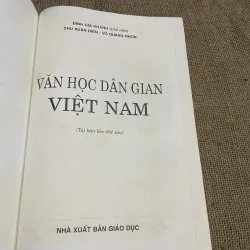 ĐINH GIA KHÁNH (Chủ biên)
CHU XUÂN DIÊN - VÕ QUANG NHƠN
VĂN HỌC DÂN GIAN
VIỆT NAM
(Tái bản lần thứ sáu)
NHÀ XUẤT BẢN GIÁO DỤC